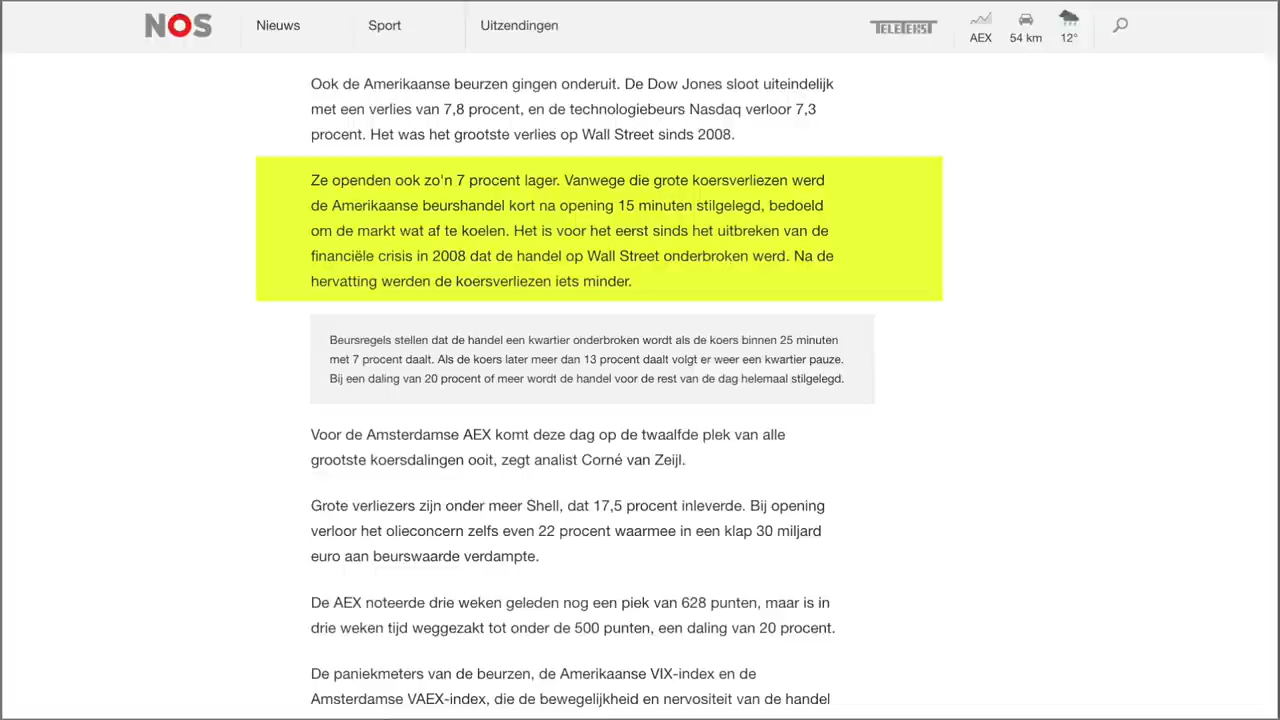 NOS Nieuws Sport Uitzendingen TELETEKST AEX 54 km 12°
Ook de Amerikaanse beurzen gingen onderuit. De Dow Jones sloot uiteindelijk
met een verlies van 7,8 procent, en de technologiebeurs Nasdaq verloor 7,3
procent. Het was het grootste verlies op Wall Street sinds 2008.
Ze openden ook zo'n 7 procent lager. Vanwege die grote koersverliezen werd
de Amerikaanse beurshandel kort na opening 15 minuten stilgelegd, bedoeld
om de markt wat af te koelen. Het is voor het eerst sinds het uitbreken van de
financiële crisis in 2008 dat de handel op Wall Street onderbroken werd. Na de
hervatting werden de koersverliezen iets minder.
Beursregels stellen dat de handel een kwartier onderbroken wordt als de koers binnen 25 minuten
met 7 procent daalt. Als de koers later meer dan 13 procent daalt volgt er weer een kwartier pauze.
Bij een daling van 20 procent of meer wordt de handel voor de rest van de dag helemaal stilgelegd.
Voor de Amsterdamse AEX komt deze dag op de twaalfde plek van alle
grootste koersdalingen ooit, zegt analist Corné van Zeijl.
Grote verliezers zijn onder meer Shell, dat 17,5 procent inleverde. Bij opening
verloor het olieconcern zelfs even 22 procent waarmee in een klap 30 miljard
euro aan beurswaarde verdampte.
De AEX noteerde drie weken geleden nog een piek van 628 punten, maar is in
drie weken tijd weggezakt tot onder de 500 punten, een daling van 20 procent.
De paniekmeters van de beurzen, de Amerikaanse VIX-index en de
Amsterdamse VAEX-index, die de bewegelijkheid en nervositeit van de handel